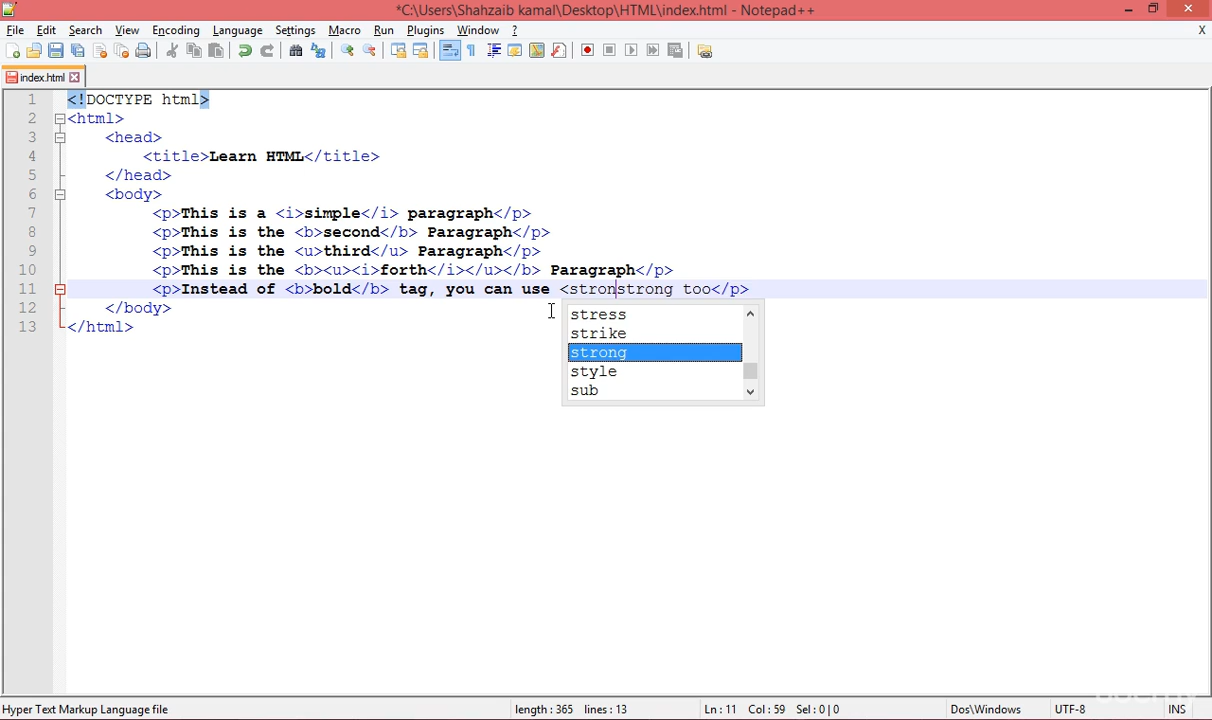 *C:\Users\Shahzaib kamal\Desktop\HTML\index.html - Notepad++
File Edit Search View Encoding Language Settings Macro Run Plugins Window ? X
index.html
1 <!DOCTYPE html>
2 <html>
3 <head>
4 <title>Learn HTML</title>
5 </head>
6 <body>
7 <p>This is a <i>simple</i> paragraph</p>
8 <p>This is the <b>second</b> Paragraph</p>
9 <p>This is the <u>third</u> Paragraph</p>
10 <p>This is the <b><u><i>forth</i></u></b> Paragraph</p>
11 <p>Instead of <b>bold</b> tag, you can use <stronstrong too</p>
12 </body>
13 </html>
stress
strike
strong
style
sub
Hyper Text Markup Language file length : 365 lines : 13 Ln : 11 Col : 59 Sel : 0 | 0 Dos\Windows UTF-8 INS